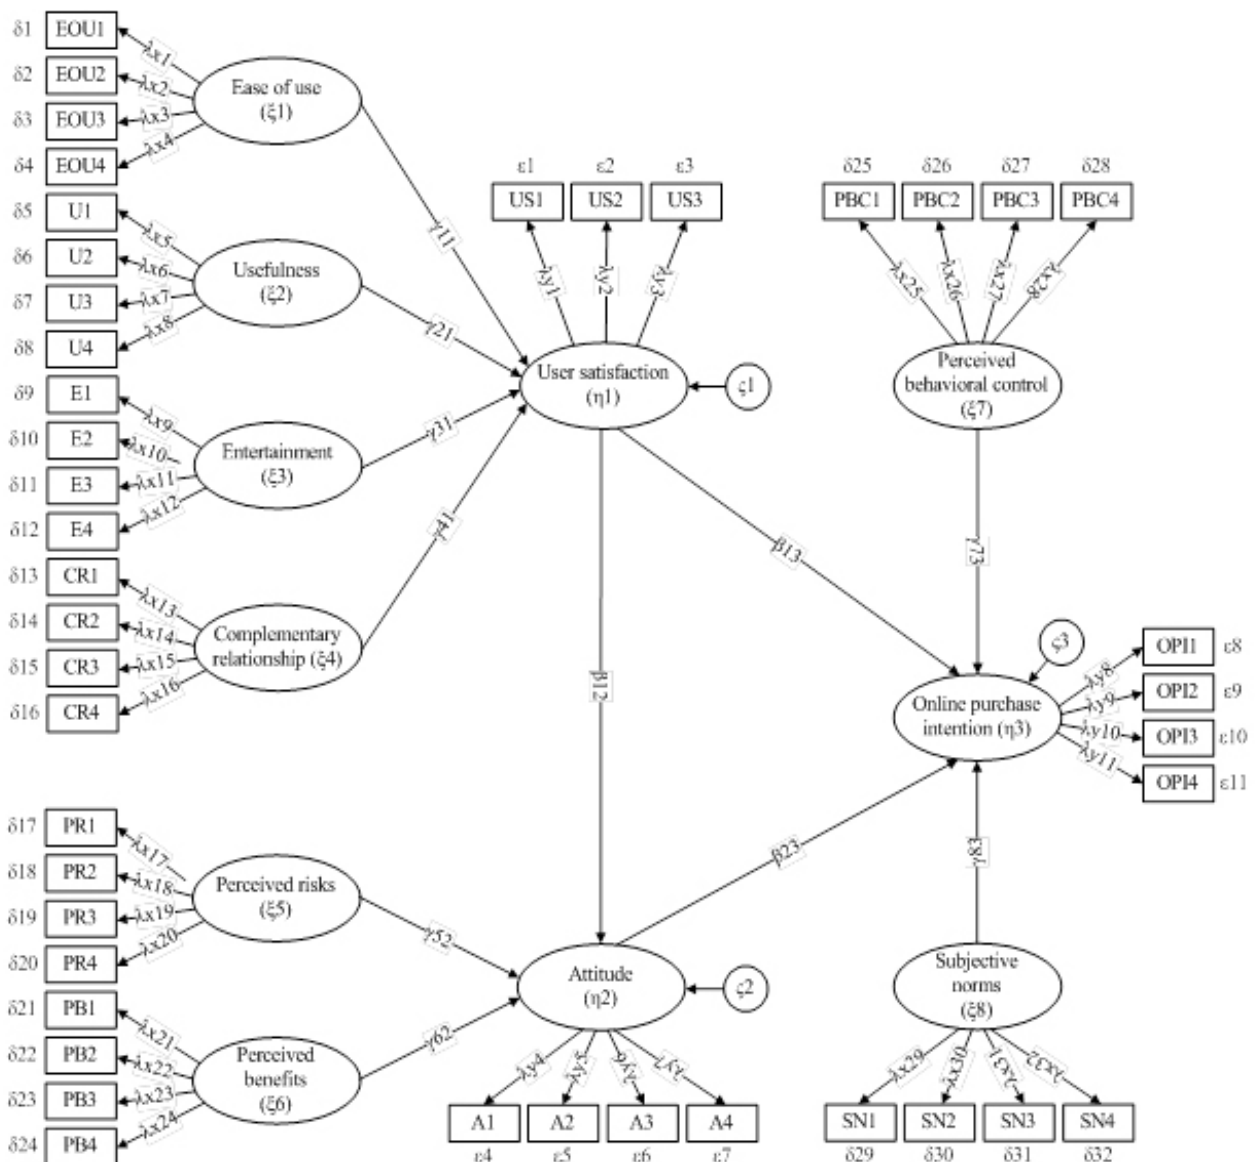 δ1 EOU1 λx1
δ2 EOU2 λx2
δ3 EOU3 λx3
δ4 EOU4 λx4
Ease of use
(ξ1)
γ11
δ5 U1 λx5
δ6 U2 λx6
δ7 U3 λx7
δ8 U4 λx8
Usefulness
(ξ2)
γ21
δ9 E1 λx9
δ10 E2 λx10
δ11 E3 λx11
δ12 E4 λx12
Entertainment
(ξ3)
γ31
δ13 CR1 λx13
δ14 CR2 λx14
δ15 CR3 λx15
δ16 CR4 λx16
Complementary
relationship (ξ4)
γ41
ε1 ε2 ε3
US1 US2 US3
λy1 λy2 λy3
User satisfaction
(η1)
ς1
β13
β12
δ25 δ26 δ27 δ28
PBC1 PBC2 PBC3 PBC4
λx25 λx26 λx27 λx28
Perceived
behavioral control
(ξ7)
γ73
ς3
Online purchase
intention (η3)
λy8 OPI1 ε8
λy9 OPI2 ε9
λy10 OPI3 ε10
λy11 OPI4 ε11
δ17 PR1 λx17
δ18 PR2 λx18
δ19 PR3 λx19
δ20 PR4 λx20
Perceived risks
(ξ5)
γ52
δ21 PB1 λx21
δ22 PB2 λx22
δ23 PB3 λx23
δ24 PB4 λx24
Perceived
benefits
(ξ6)
γ62
β23
Attitude
(η2)
ς2
λy4 λy5 λy6 λy7
A1 A2 A3 A4
ε4 ε5 ε6 ε7
γ83
Subjective
norms
(ξ8)
λx29 λx30 λx31 λx32
SN1 SN2 SN3 SN4
δ29 δ30 δ31 δ32